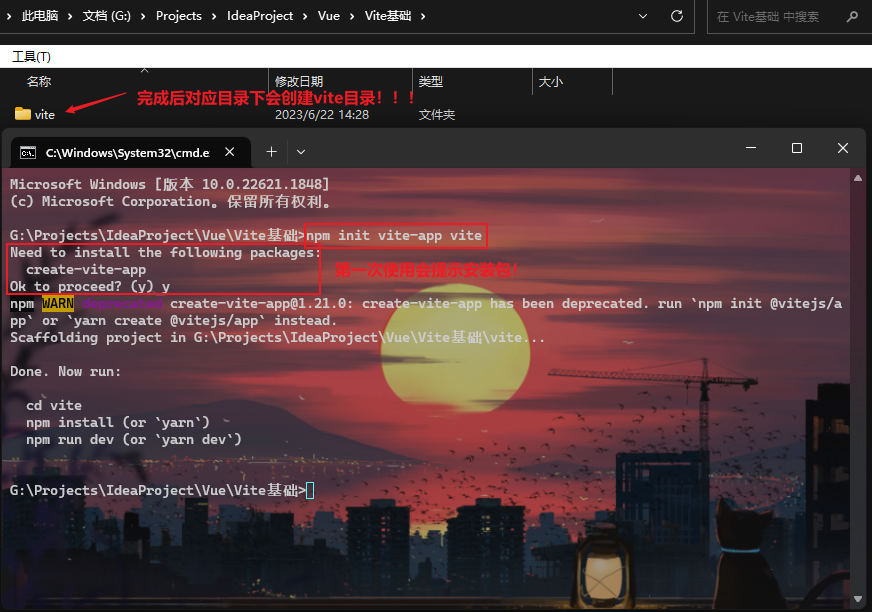 此电脑 › 文档 (G:) › Projects › IdeaProject › Vue › Vite基础 ›
在 Vite基础 中搜索
工具(T)
名称 修改日期 类型 大小
完成后对应目录下会创建vite目录！！！
vite 2023/6/22 14:28 文件夹
C:\Windows\System32\cmd.e
Microsoft Windows [版本 10.0.22621.1848]
(c) Microsoft Corporation。保留所有权利。
G:\Projects\IdeaProject\Vue\Vite基础>npm init vite-app vite
Need to install the following packages:
create-vite-app
第一次使用会提示安装包！
Ok to proceed? (y) y
npm WARN deprecated create-vite-app@1.21.0: create-vite-app has been deprecated. run `npm init @vitejs/a
pp` or `yarn create @vitejs/app` instead.
Scaffolding project in G:\Projects\IdeaProject\Vue\Vite基础\vite...
Done. Now run:
cd vite
npm install (or `yarn`)
npm run dev (or `yarn dev`)
G:\Projects\IdeaProject\Vue\Vite基础>